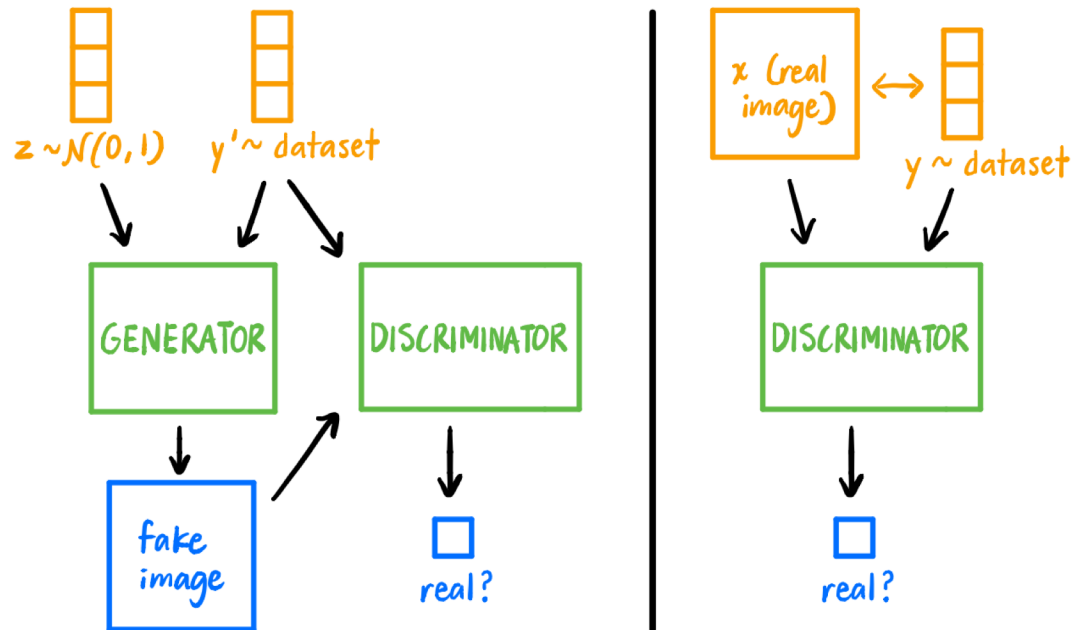 z ~ N(0, 1)
y' ~ dataset
GENERATOR
DISCRIMINATOR
fake
image
real?
x (real
image)
y ~ dataset
DISCRIMINATOR
real?